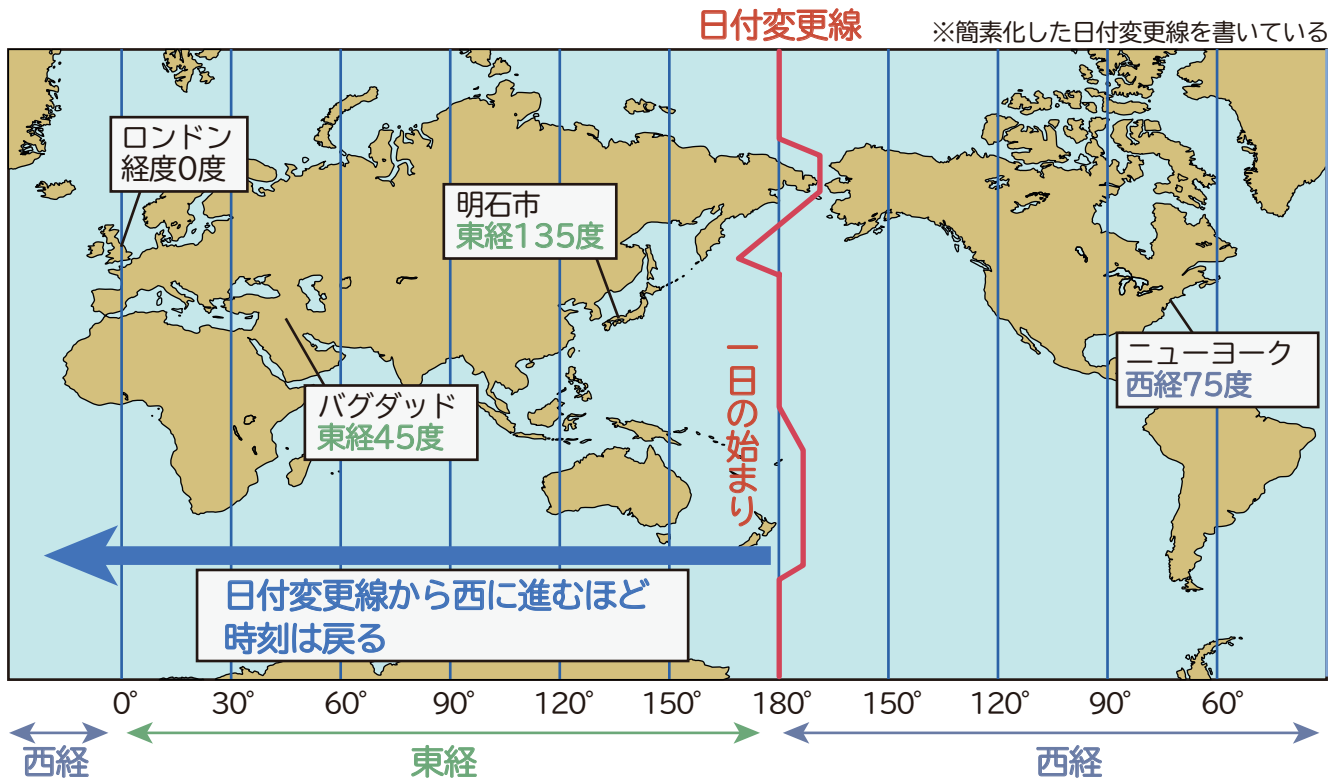 日付変更線
※簡素化した日付変更線を書いている
ロンドン
経度0度
明石市
東経135度
バグダッド
東経45度
ニューヨーク
西経75度
一日の始まり
日付変更線から西に進むほど
時刻は戻る
0° 30° 60° 90° 120° 150° 180° 150° 120° 90° 60°
西経 東経 西経